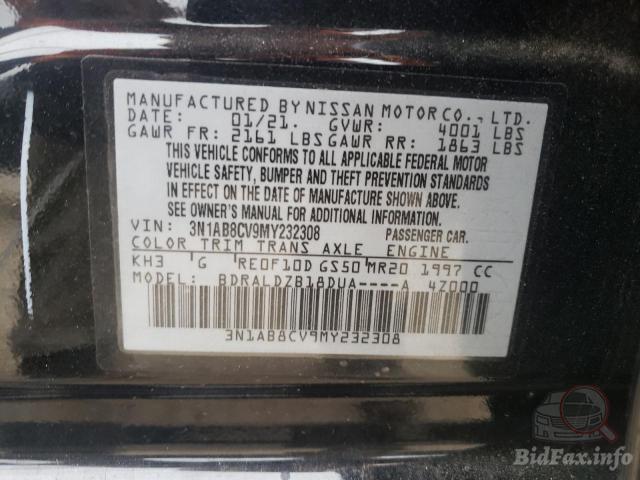 MANUFACTURED BY NISSAN MOTOR CO., LTD.
DATE: 01/21. GVWR: 4001 LBS
GAWR FR: 2161 LBS GAWR RR: 1863 LBS
THIS VEHICLE CONFORMS TO ALL APPLICABLE FEDERAL MOTOR
VEHICLE SAFETY, BUMPER AND THEFT PREVENTION STANDARDS
IN EFFECT ON THE DATE OF MANUFACTURE SHOWN ABOVE.
SEE OWNER'S MANUAL FOR ADDITIONAL INFORMATION.
VIN: 3N1AB8CV9MY232308 PASSENGER CAR.
COLOR TRIM TRANS AXLE ENGINE
KH3 G RE0F10D GS50 MR20 1997 CC
MODEL: BDRALDZB18DUA----A 4Z000
3N1AB8CV9MY232308
BidFax.info